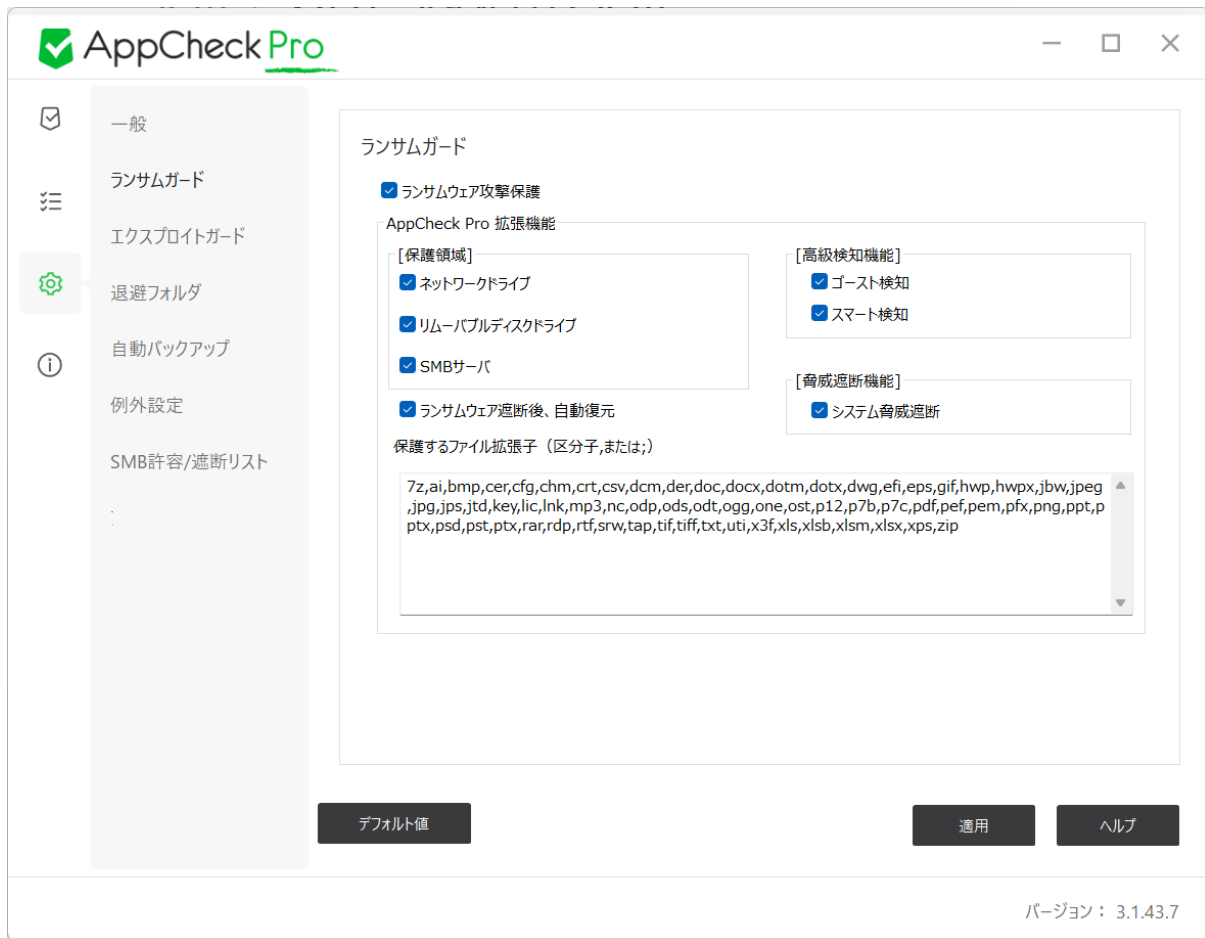 AppCheck Pro
一般
ランサムガード
エクスプロイトガード
退避フォルダ
自動バックアップ
例外設定
SMB許容/遮断リスト
ランサムガード
ランサムウェア攻撃保護
AppCheck Pro 拡張機能
[保護領域]
ネットワークドライブ
リムーバブルディスクドライブ
SMBサーバ
[高級検知機能]
ゴースト検知
スマート検知
[脅威遮断機能]
システム脅威遮断
ランサムウェア遮断後、自動復元
保護するファイル拡張子（区分子,または;）
7z,ai,bmp,cer,cfg,chm,crt,csv,dcm,der,doc,docx,dotm,dotx,dwg,efi,eps,gif,hwp,hwpx,jbw,jpeg
,jpg,jps,jtd,key,lic,lnk,mp3,nc,odp,ods,odt,ogg,one,ost,p12,p7b,p7c,pdf,pef,pem,pfx,png,ppt,p
ptx,psd,pst,ptx,rar,rdp,rtf,srw,tap,tif,tiff,txt,uti,x3f,xls,xlsb,xlsm,xlsx,xps,zip
デフォルト値
適用
ヘルプ
バージョン： 3.1.43.7